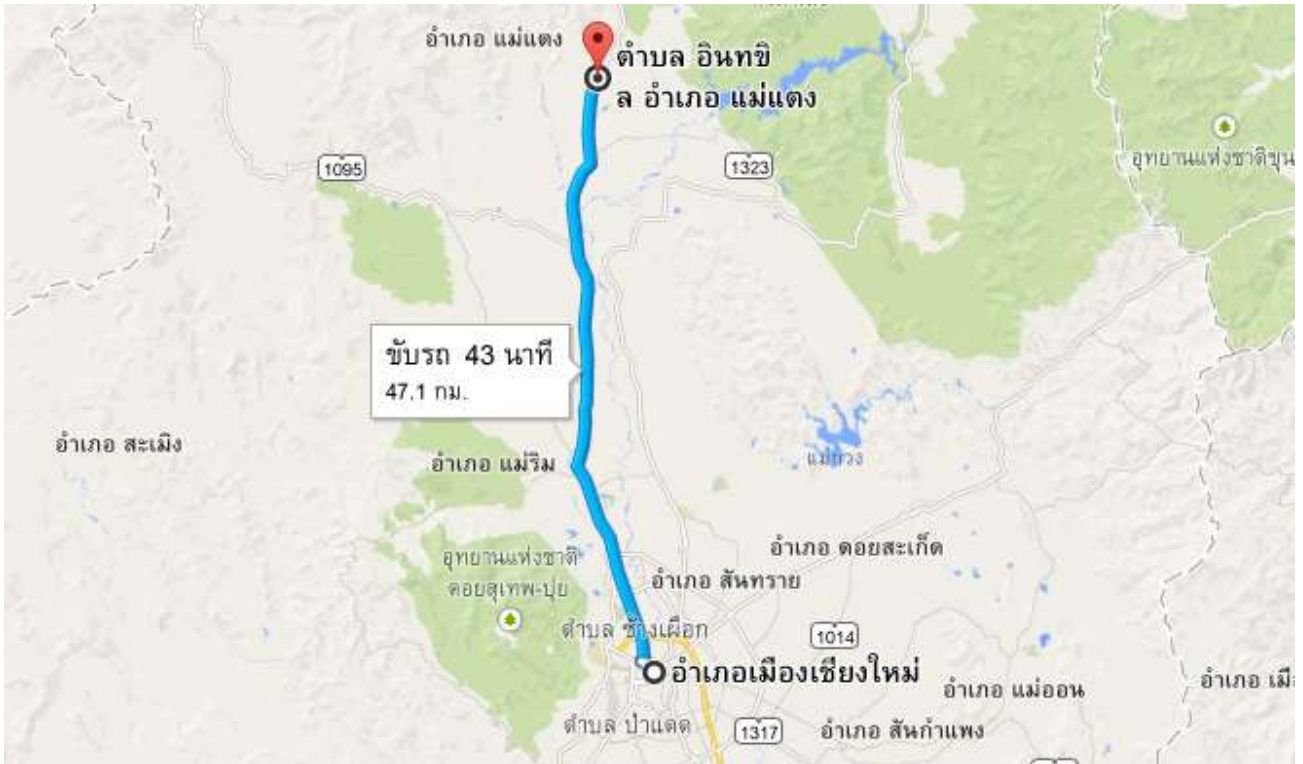 อำเภอ แม่แตง
ตำบล อินทขิ
ล อำเภอ แม่แตง
1095
1323
อุทยานแห่งชาติขุน
ขับรถ 43 นาที
47.1 กม.
อำเภอ สะเมิง
อำเภอ แม่ริม
แม่กวง
อำเภอ ดอยสะเก็ด
อุทยานแห่งชาติ
ดอยสุเทพ-ปุย
อำเภอ สันทราย
ตำบล ช้างเผือก
1014
อำเภอเมืองเชียงใหม่
อำเภอ แม่ออน
อำเภอ เมือ
ตำบล ป่าแดด
1317
อำเภอ สันกำแพง